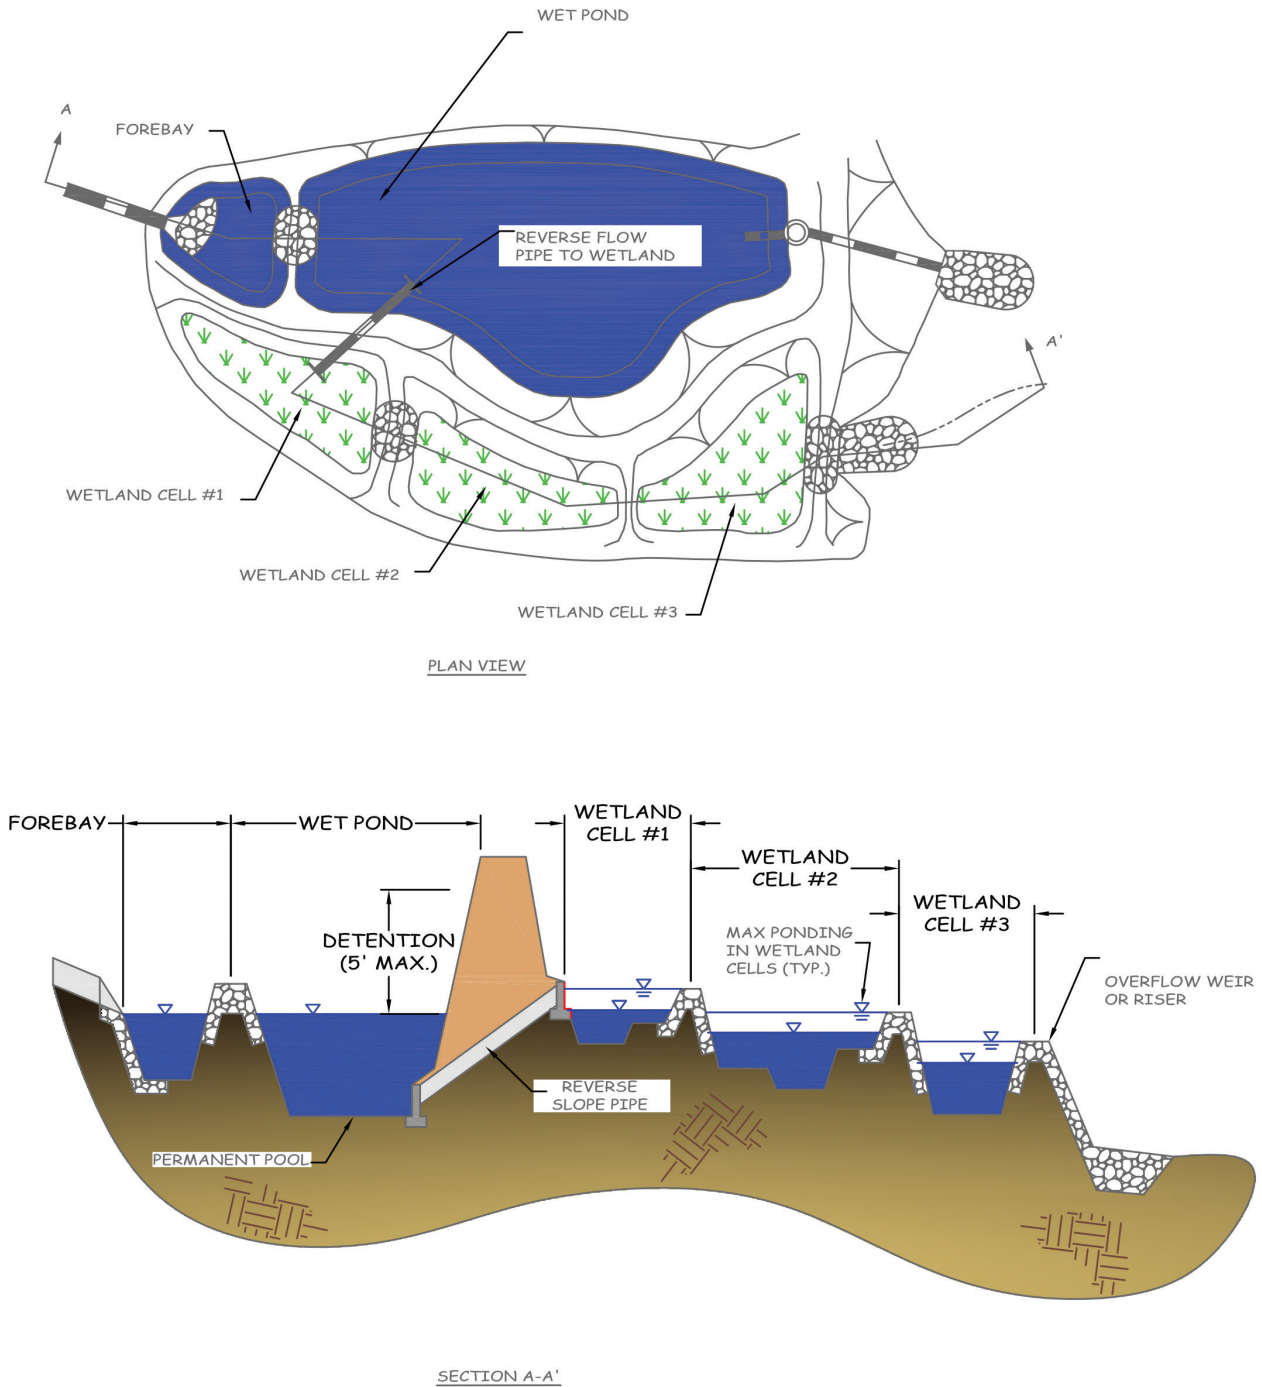 WET POND
A
FOREBAY
REVERSE FLOW
PIPE TO WETLAND
A'
WETLAND CELL #1
WETLAND CELL #2
WETLAND CELL #3
PLAN VIEW
FOREBAY
WET POND
WETLAND
CELL #1
WETLAND
CELL #2
WETLAND
CELL #3
DETENTION
(5' MAX.)
MAX PONDING
IN WETLAND
CELLS (TYP.)
OVERFLOW WEIR
OR RISER
REVERSE
SLOPE PIPE
PERMANENT POOL
SECTION A-A'